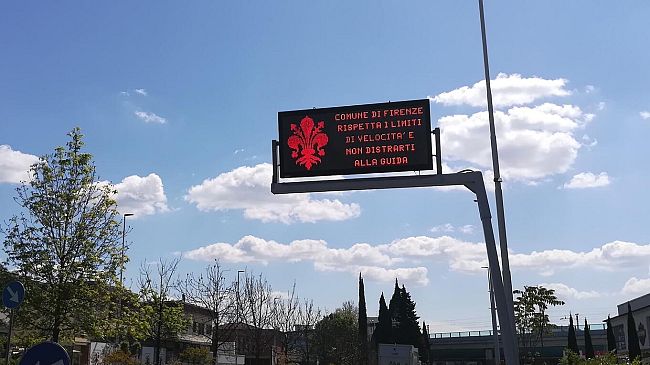 COMUNE DI FIRENZE
RISPETTA I LIMITI
DI VELOCITA' E
NON DISTRARTI
ALLA GUIDA